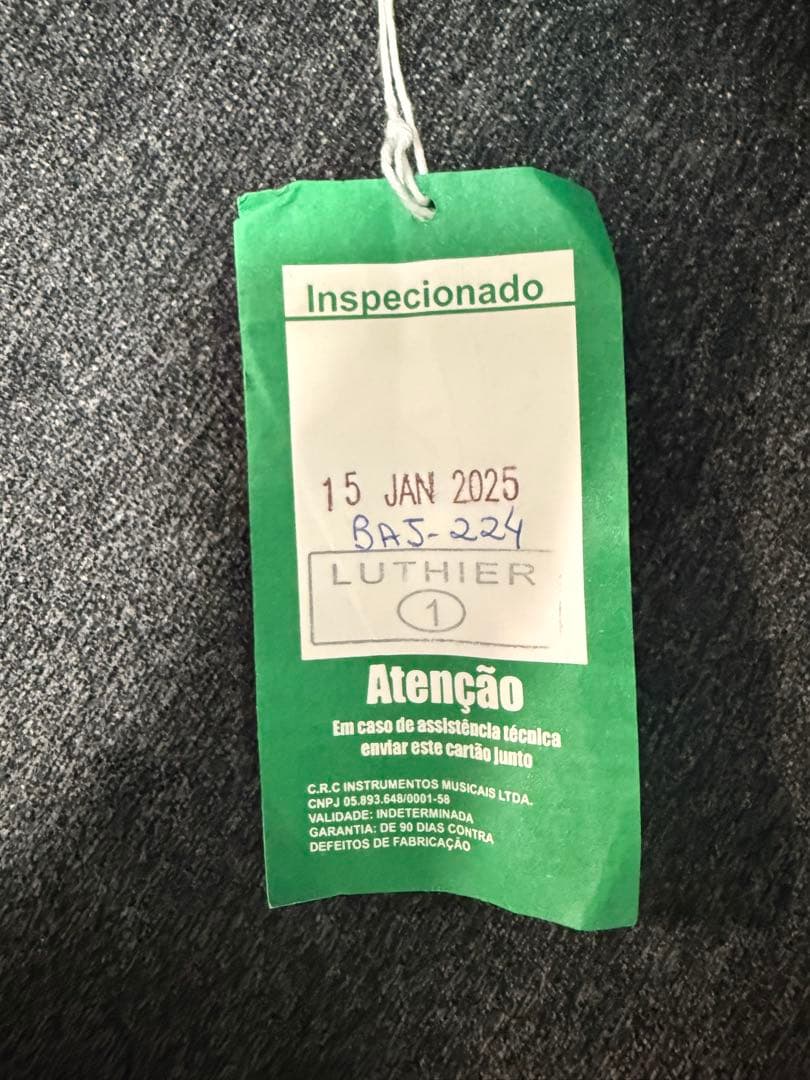 Inspecionado
15 JAN 2025
BAJ-224
LUTHIER
1
Atenção
Em caso de assistência técnica
enviar este cartão junto
C.R.C INSTRUMENTOS MUSICAIS LTDA.
CNPJ 05.893.648/0001-58
VALIDADE: INDETERMINADA
GARANTIA: DE 90 DIAS CONTRA
DEFEITOS DE FABRICAÇÃO